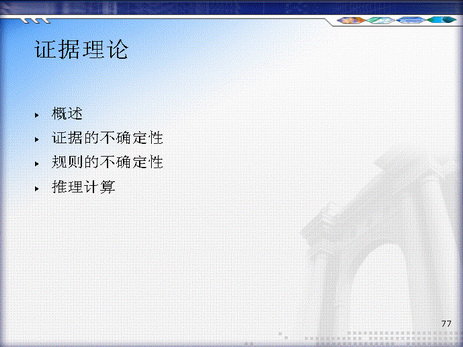 证据理论
概述
证据的不确定性
规则的不确定性
推理计算
77